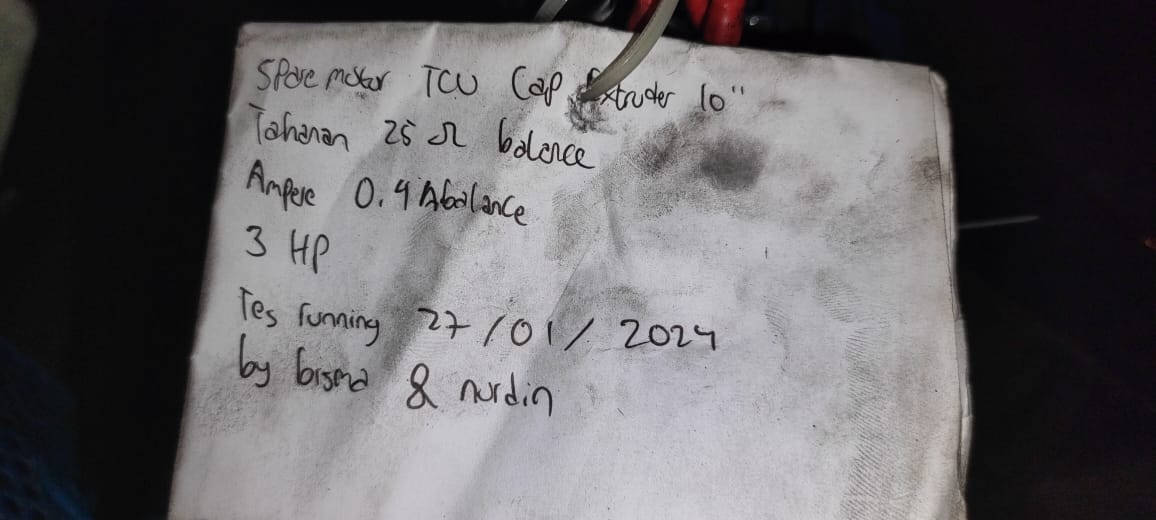 Spare motor TCU Cap Extruder 10"
Tahanan 25 Ω balance
Ampere 0.4 A balance
3 HP
Tes running 27/01/2024
by bisma & nurdin